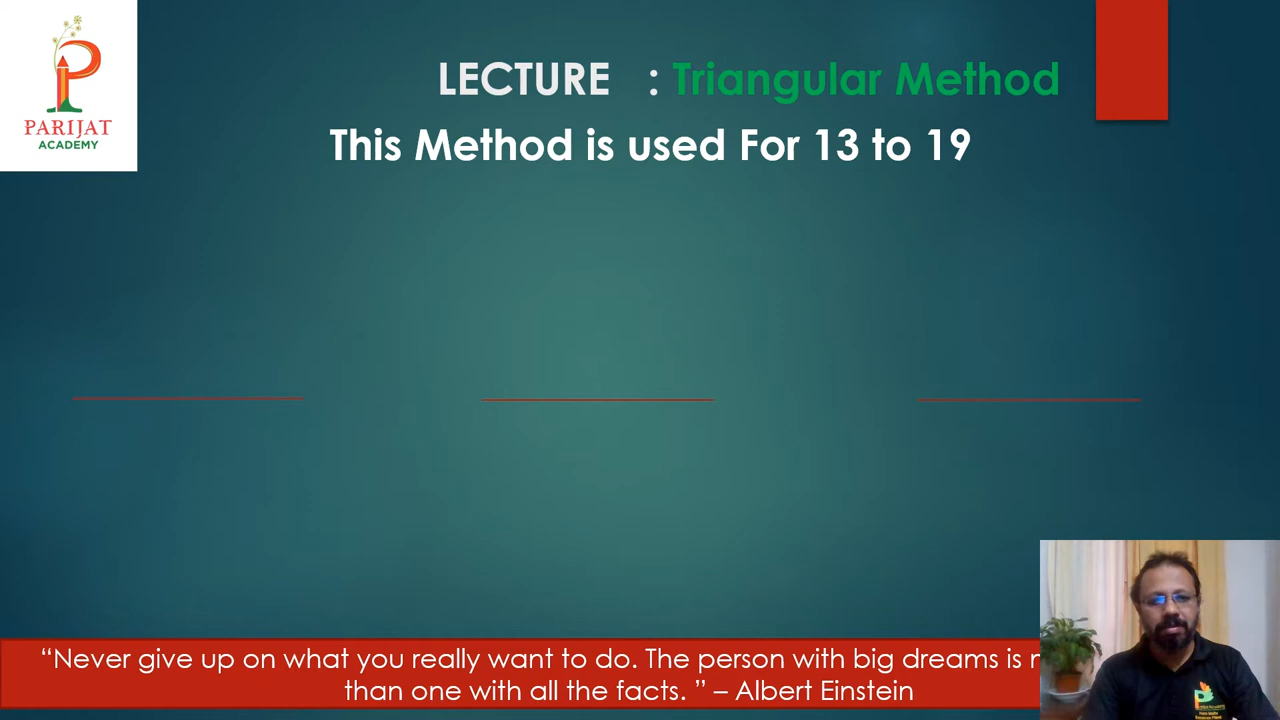 PARIJAT
ACADEMY
LECTURE : Triangular Method
This Method is used For 13 to 19
“Never give up on what you really want to do. The person with big dreams is
than one with all the facts. ” – Albert Einstein